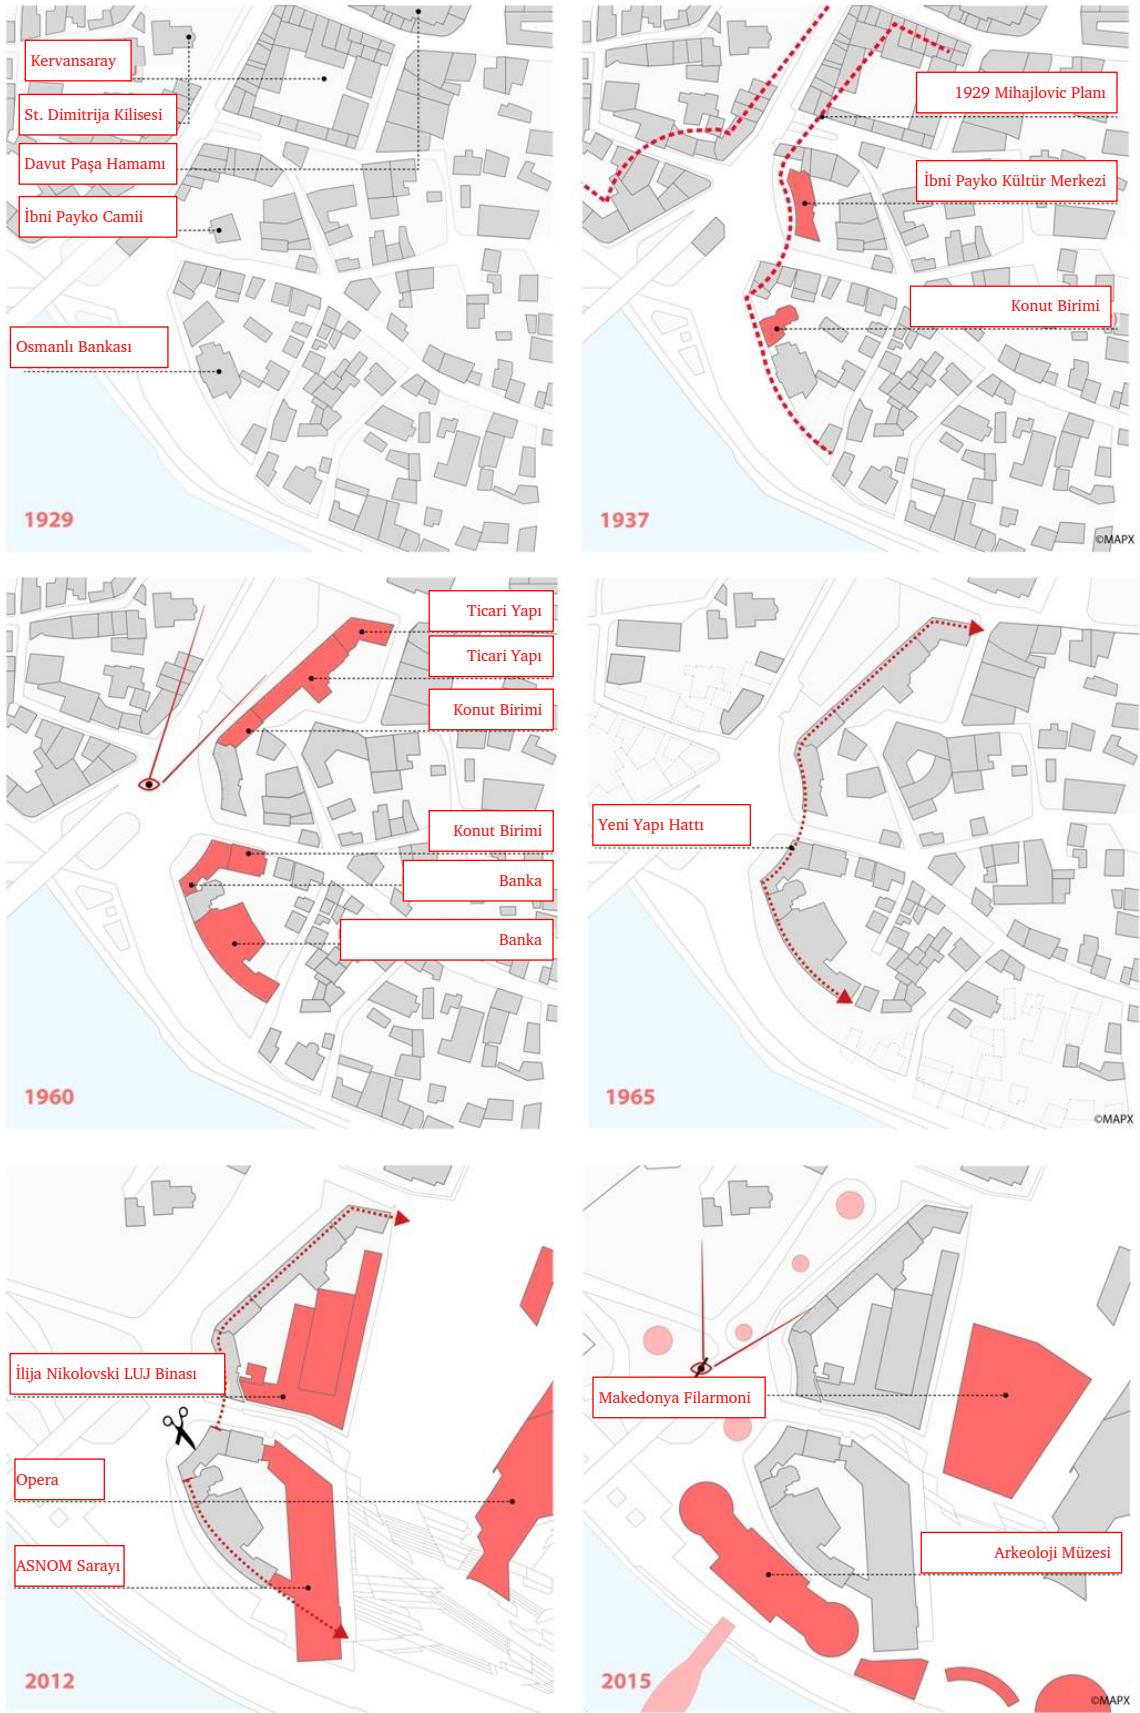 Kervansaray
St. Dimitrija Kilisesi
Davut Paşa Hamamı
İbni Payko Camii
Osmanlı Bankası
1929
1929 Mihajlovic Planı
İbni Payko Kültür Merkezi
Konut Birimi
1937
©MAPX
Ticari Yapı
Ticari Yapı
Konut Birimi
Konut Birimi
Banka
Banka
1960
Yeni Yapı Hattı
1965
©MAPX
İlija Nikolovski LUJ Binası
Opera
ASNOM Sarayı
2012
Makedonya Filarmoni
Arkeoloji Müzesi
2015
©MAPX